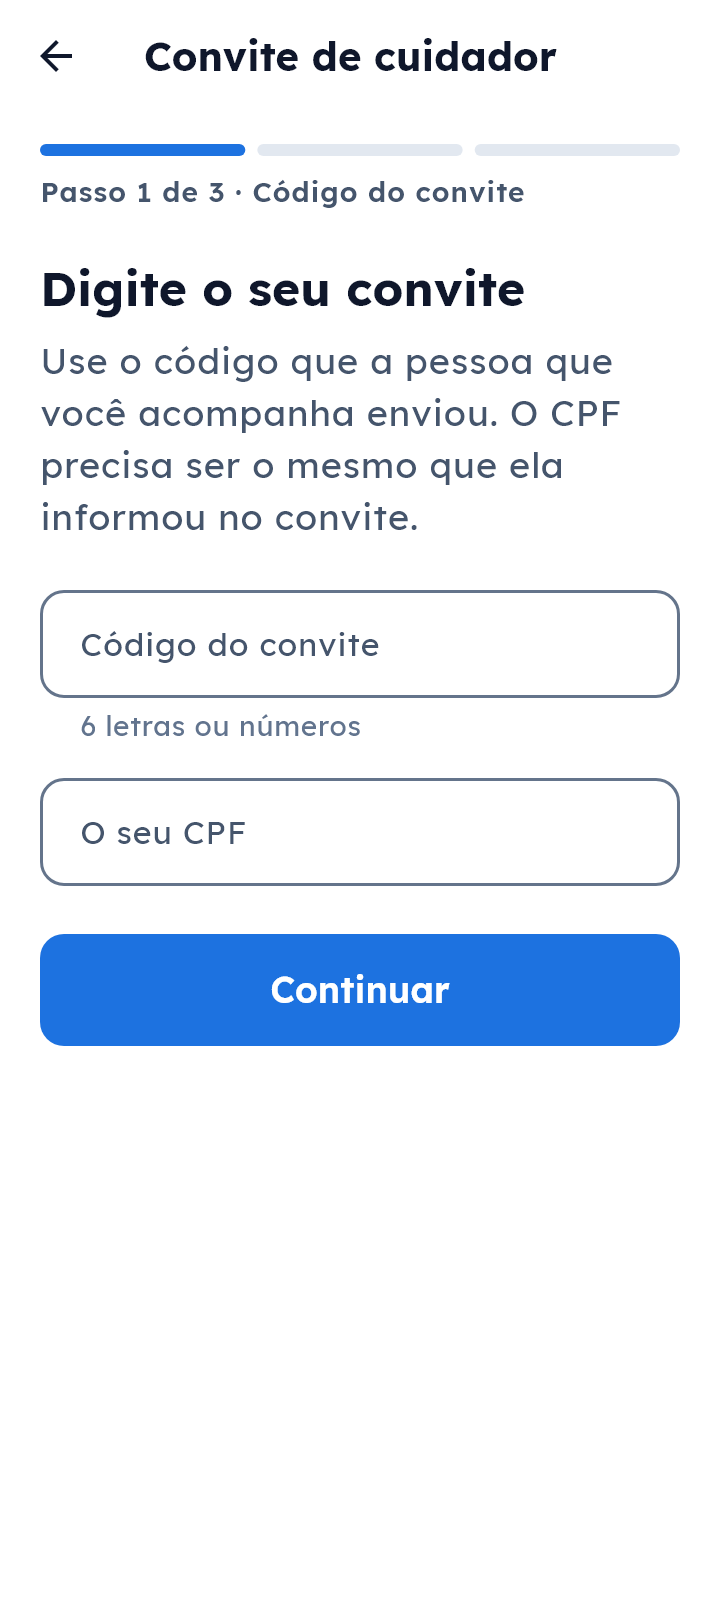 Convite de cuidador
Passo 1 de 3 · Código do convite
Digite o seu convite
Use o código que a pessoa que
você acompanha enviou. O CPF
precisa ser o mesmo que ela
informou no convite.
Código do convite
6 letras ou números
O seu CPF
Continuar